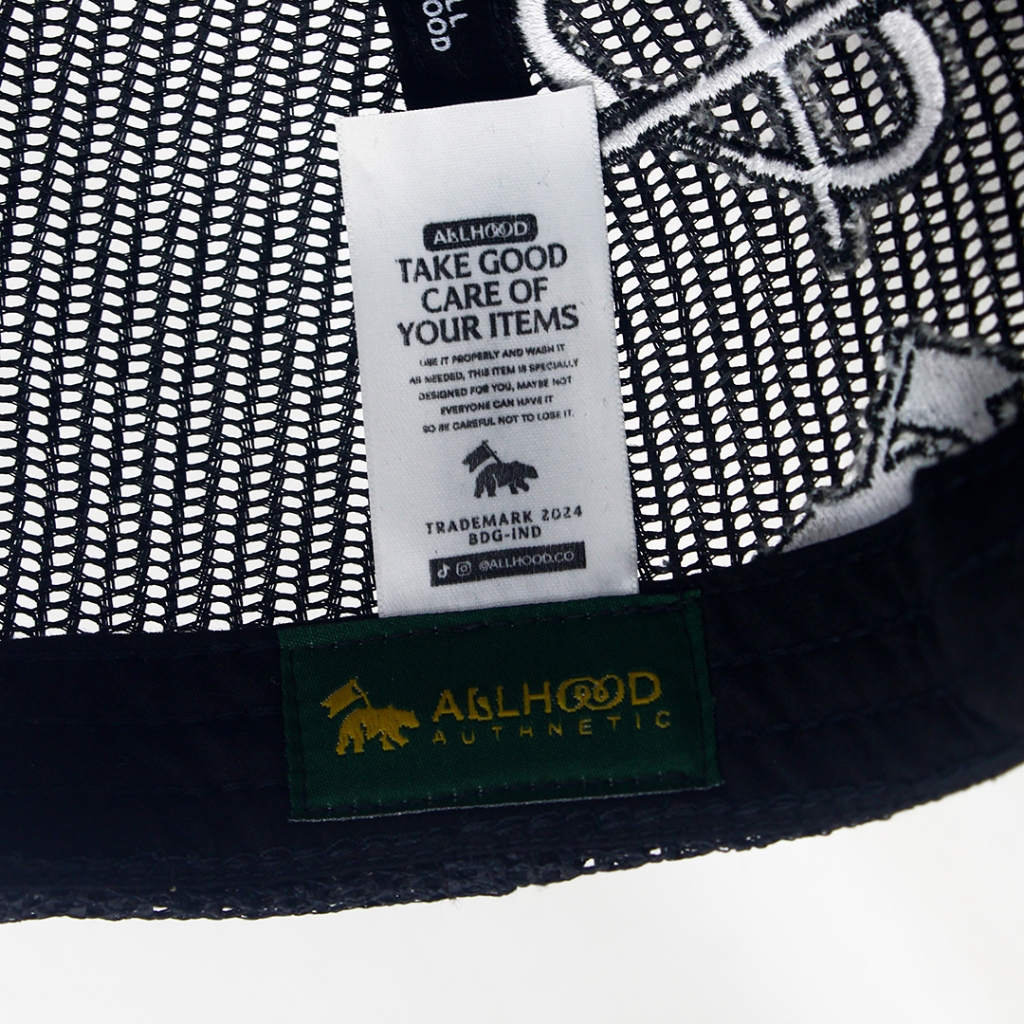 LL
OOD
ALLHOOD
TAKE GOOD
CARE OF
YOUR ITEMS
USE IT PROPERLY AND WASH IT
AS NEEDED, THIS ITEM IS SPECIALLY
DESIGNED FOR YOU, MAYBE NOT
EVERYONE CAN HAVE IT
SO BE CAREFUL NOT TO LOSE IT.
TRADEMARK 2024
BDG-IND
@ALLHOOD.CO
ALLHOOD
AUTHNETIC